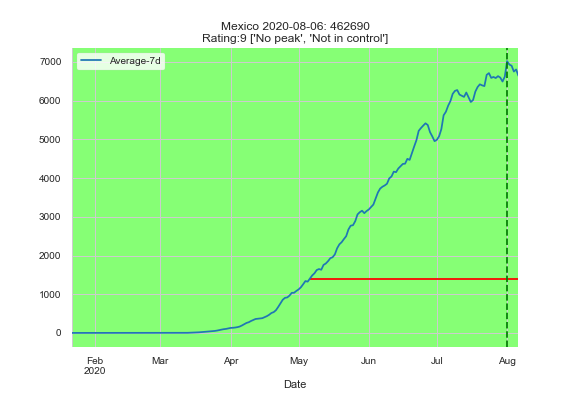 Mexico 2020-08-06: 462690
Rating:9 ['No peak', 'Not in control']
Average-7d
7000
6000
5000
4000
3000
2000
1000
0
Feb Mar Apr May Jun Jul Aug
2020
Date